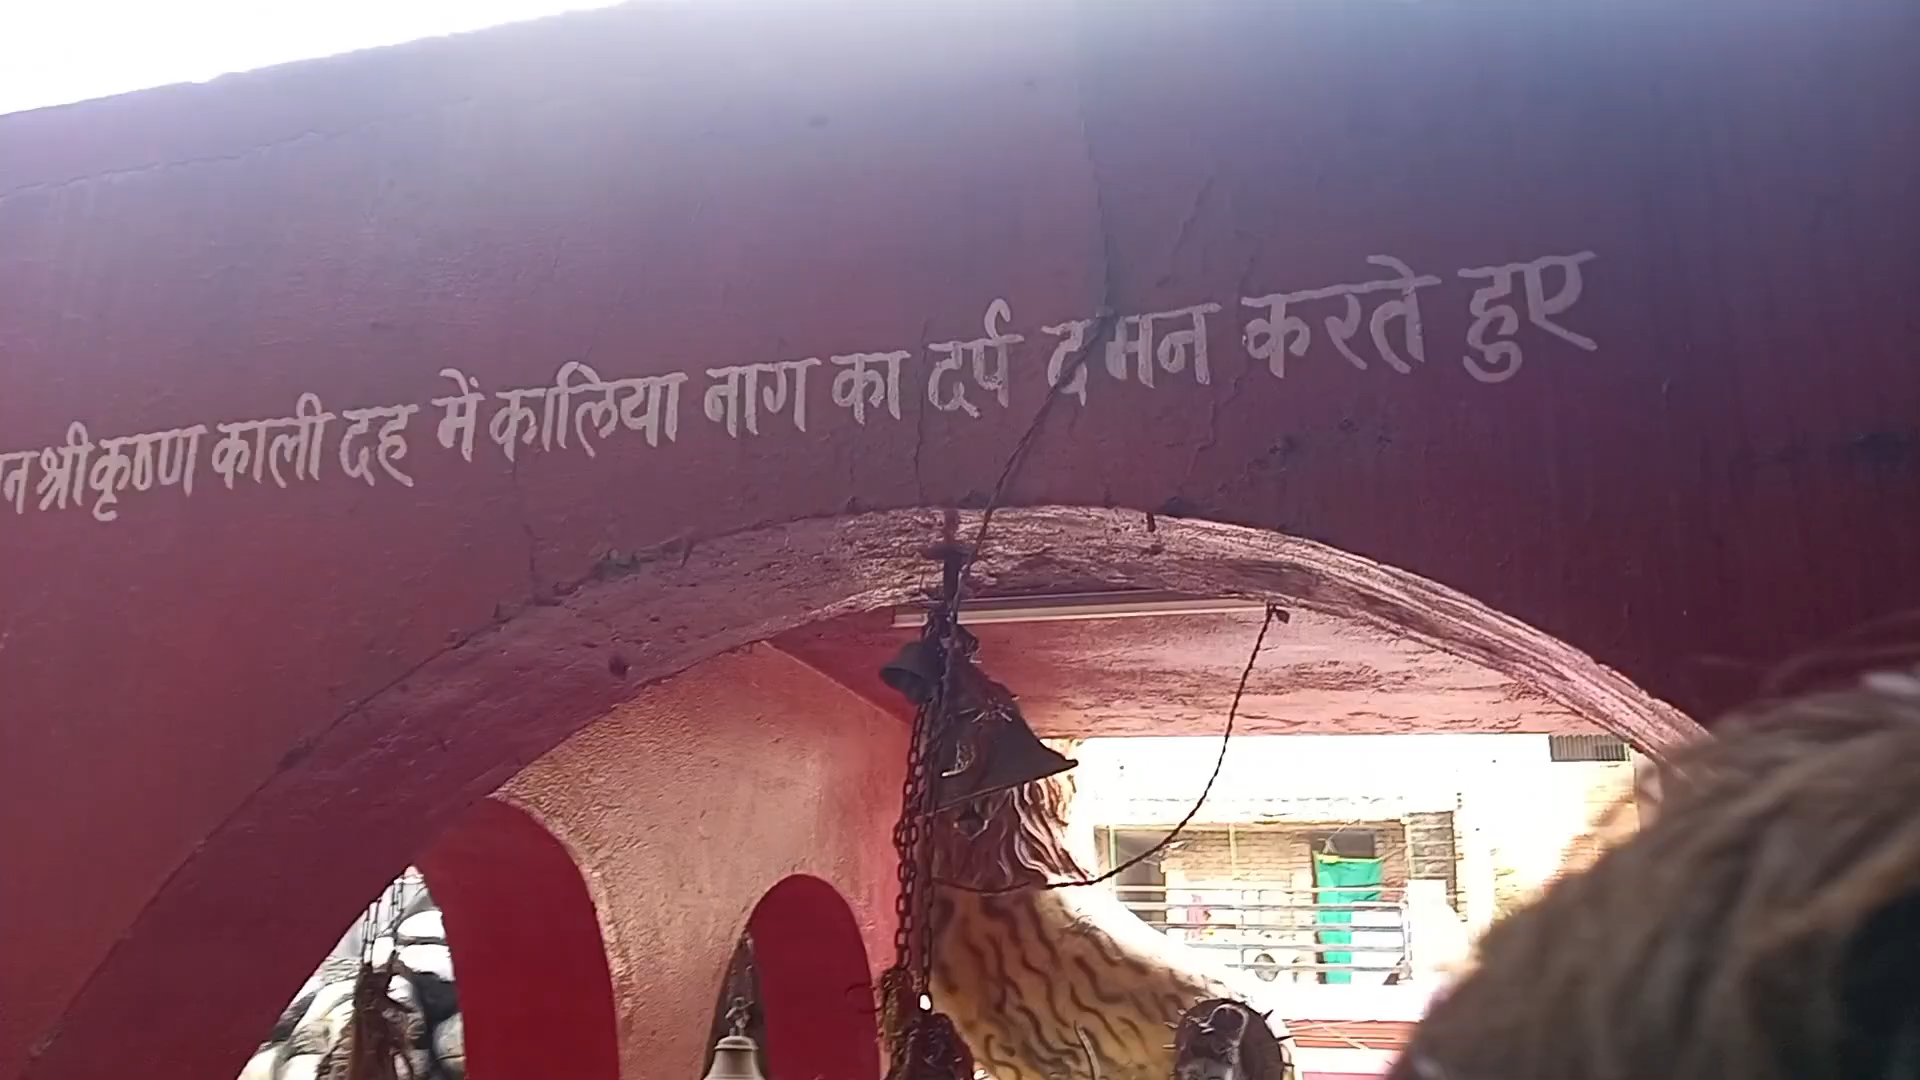 श्रीकृष्ण काली दह में कालिया नाग का दर्प दमन करते हुए